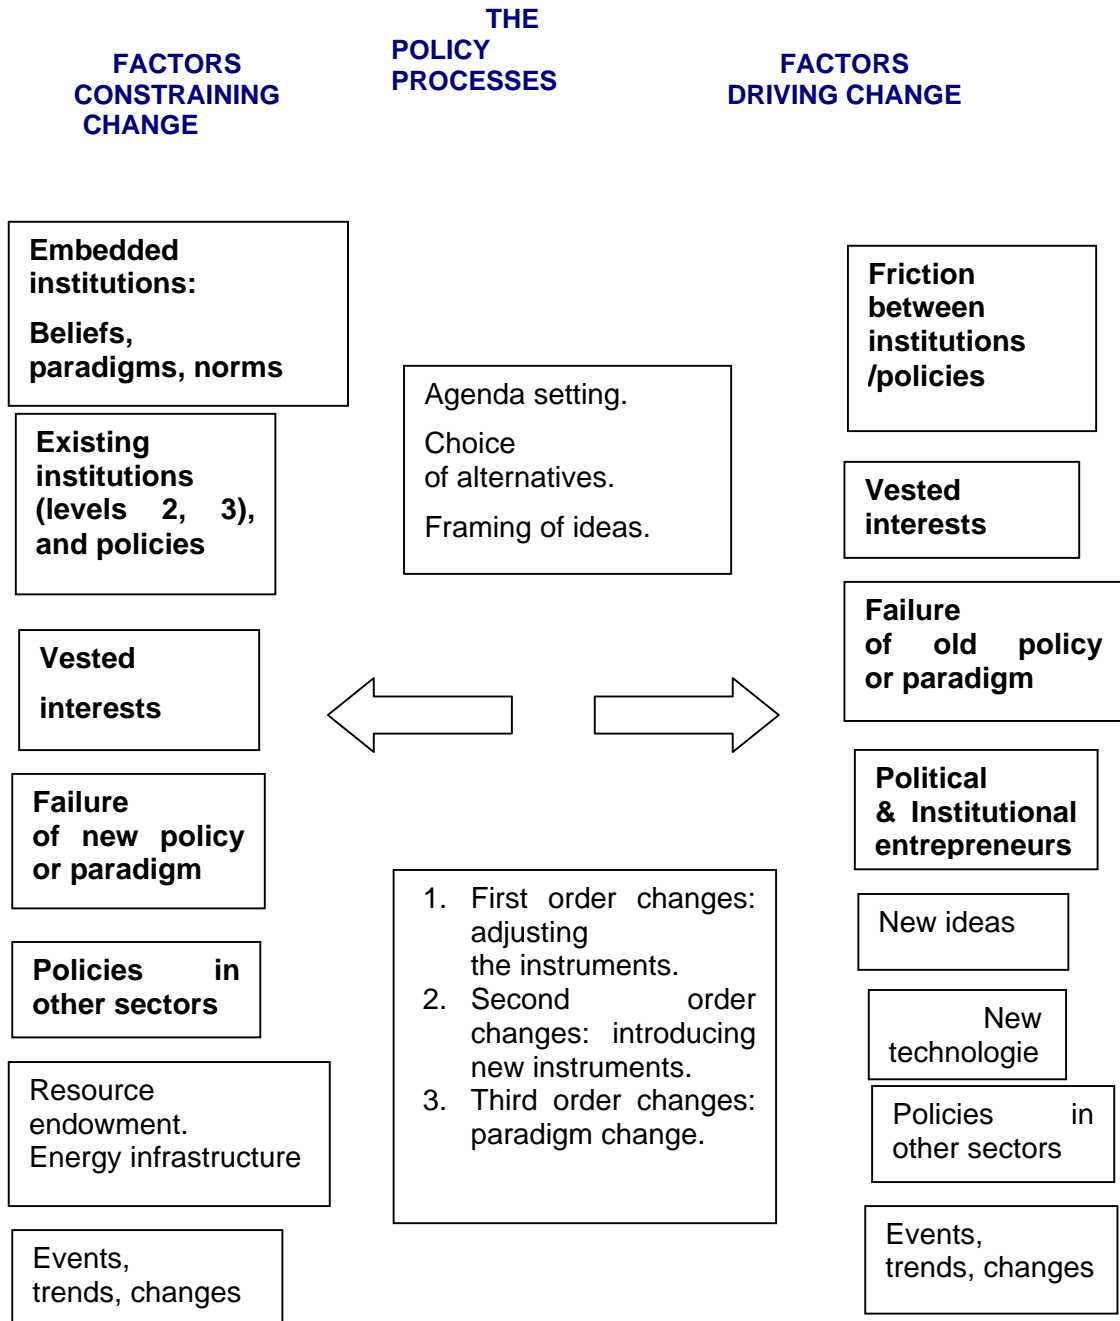 THE
POLICY
PROCESSES
FACTORS
CONSTRAINING
CHANGE
FACTORS
DRIVING CHANGE
Embedded
institutions:
Beliefs,
paradigms, norms
Existing
institutions
(levels 2, 3),
and policies
Vested
interests
Failure
of new policy
or paradigm
Policies in
other sectors
Resource
endowment.
Energy infrastructure
Events,
trends, changes
Agenda setting.
Choice
of alternatives.
Framing of ideas.
1. First order changes:
adjusting
the instruments.
2. Second order
changes: introducing
new instruments.
3. Third order changes:
paradigm change.
Friction
between
institutions
/policies
Vested
interests
Failure
of old policy
or paradigm
Political
& Institutional
entrepreneurs
New ideas
New
technologie
Policies in
other sectors
Events,
trends, changes